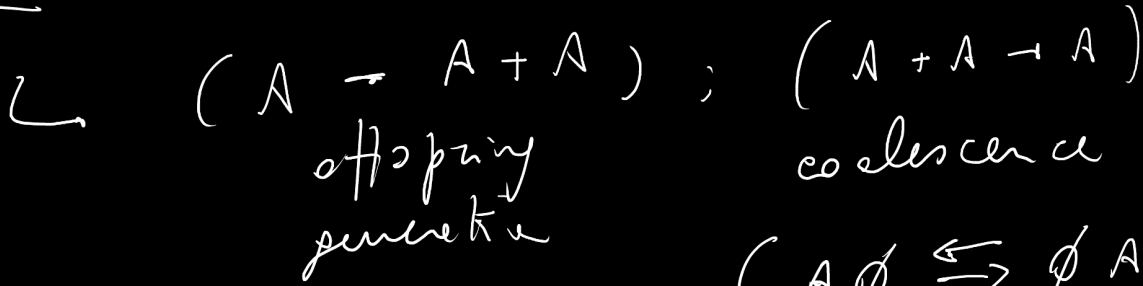 (A → A + A) ; (A + A → A)
offspring coalescence
generation
(A∅ ⇆ ∅A